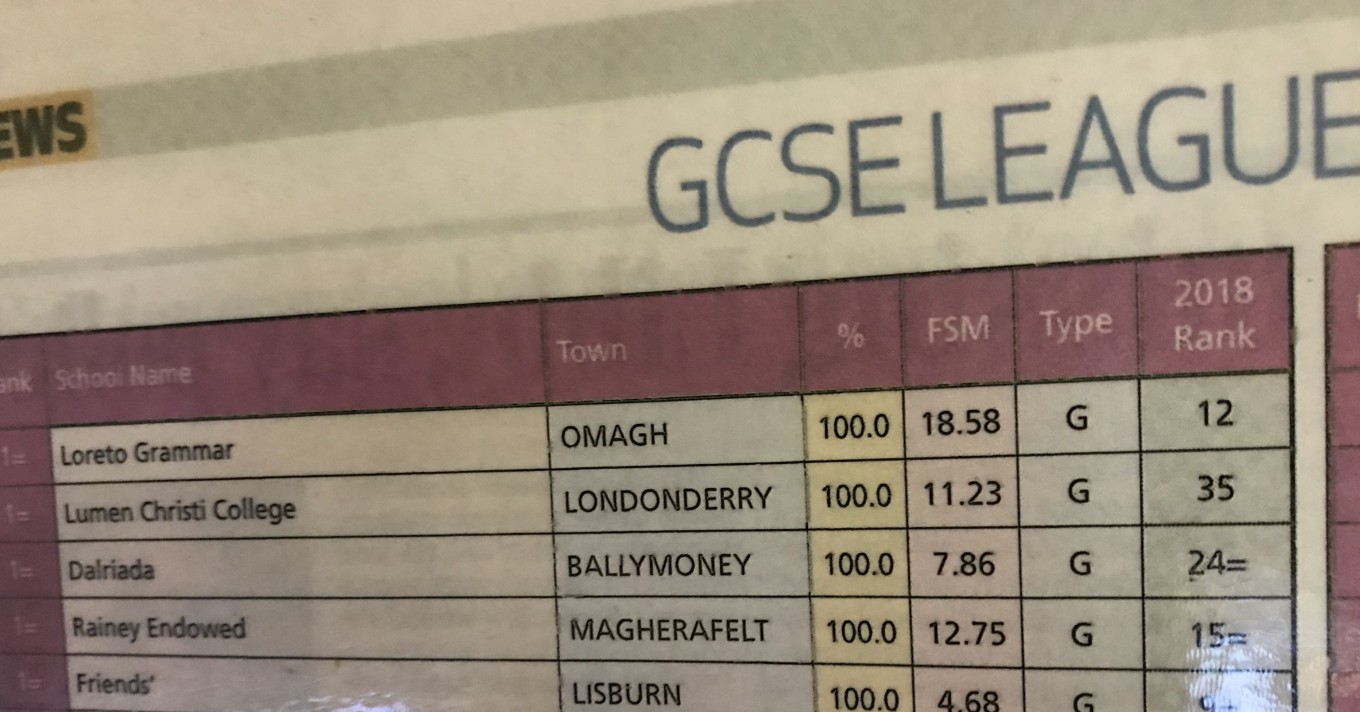 EWS
GCSE LEAGUE
ank School Name Town % FSM Type 2018 Rank
1= Loreto Grammar OMAGH 100.0 18.58 G 12
1= Lumen Christi College LONDONDERRY 100.0 11.23 G 35
1= Dalriada BALLYMONEY 100.0 7.86 G 24=
1= Rainey Endowed MAGHERAFELT 100.0 12.75 G 15=
1= Friends' LISBURN 100.0 4.68 G